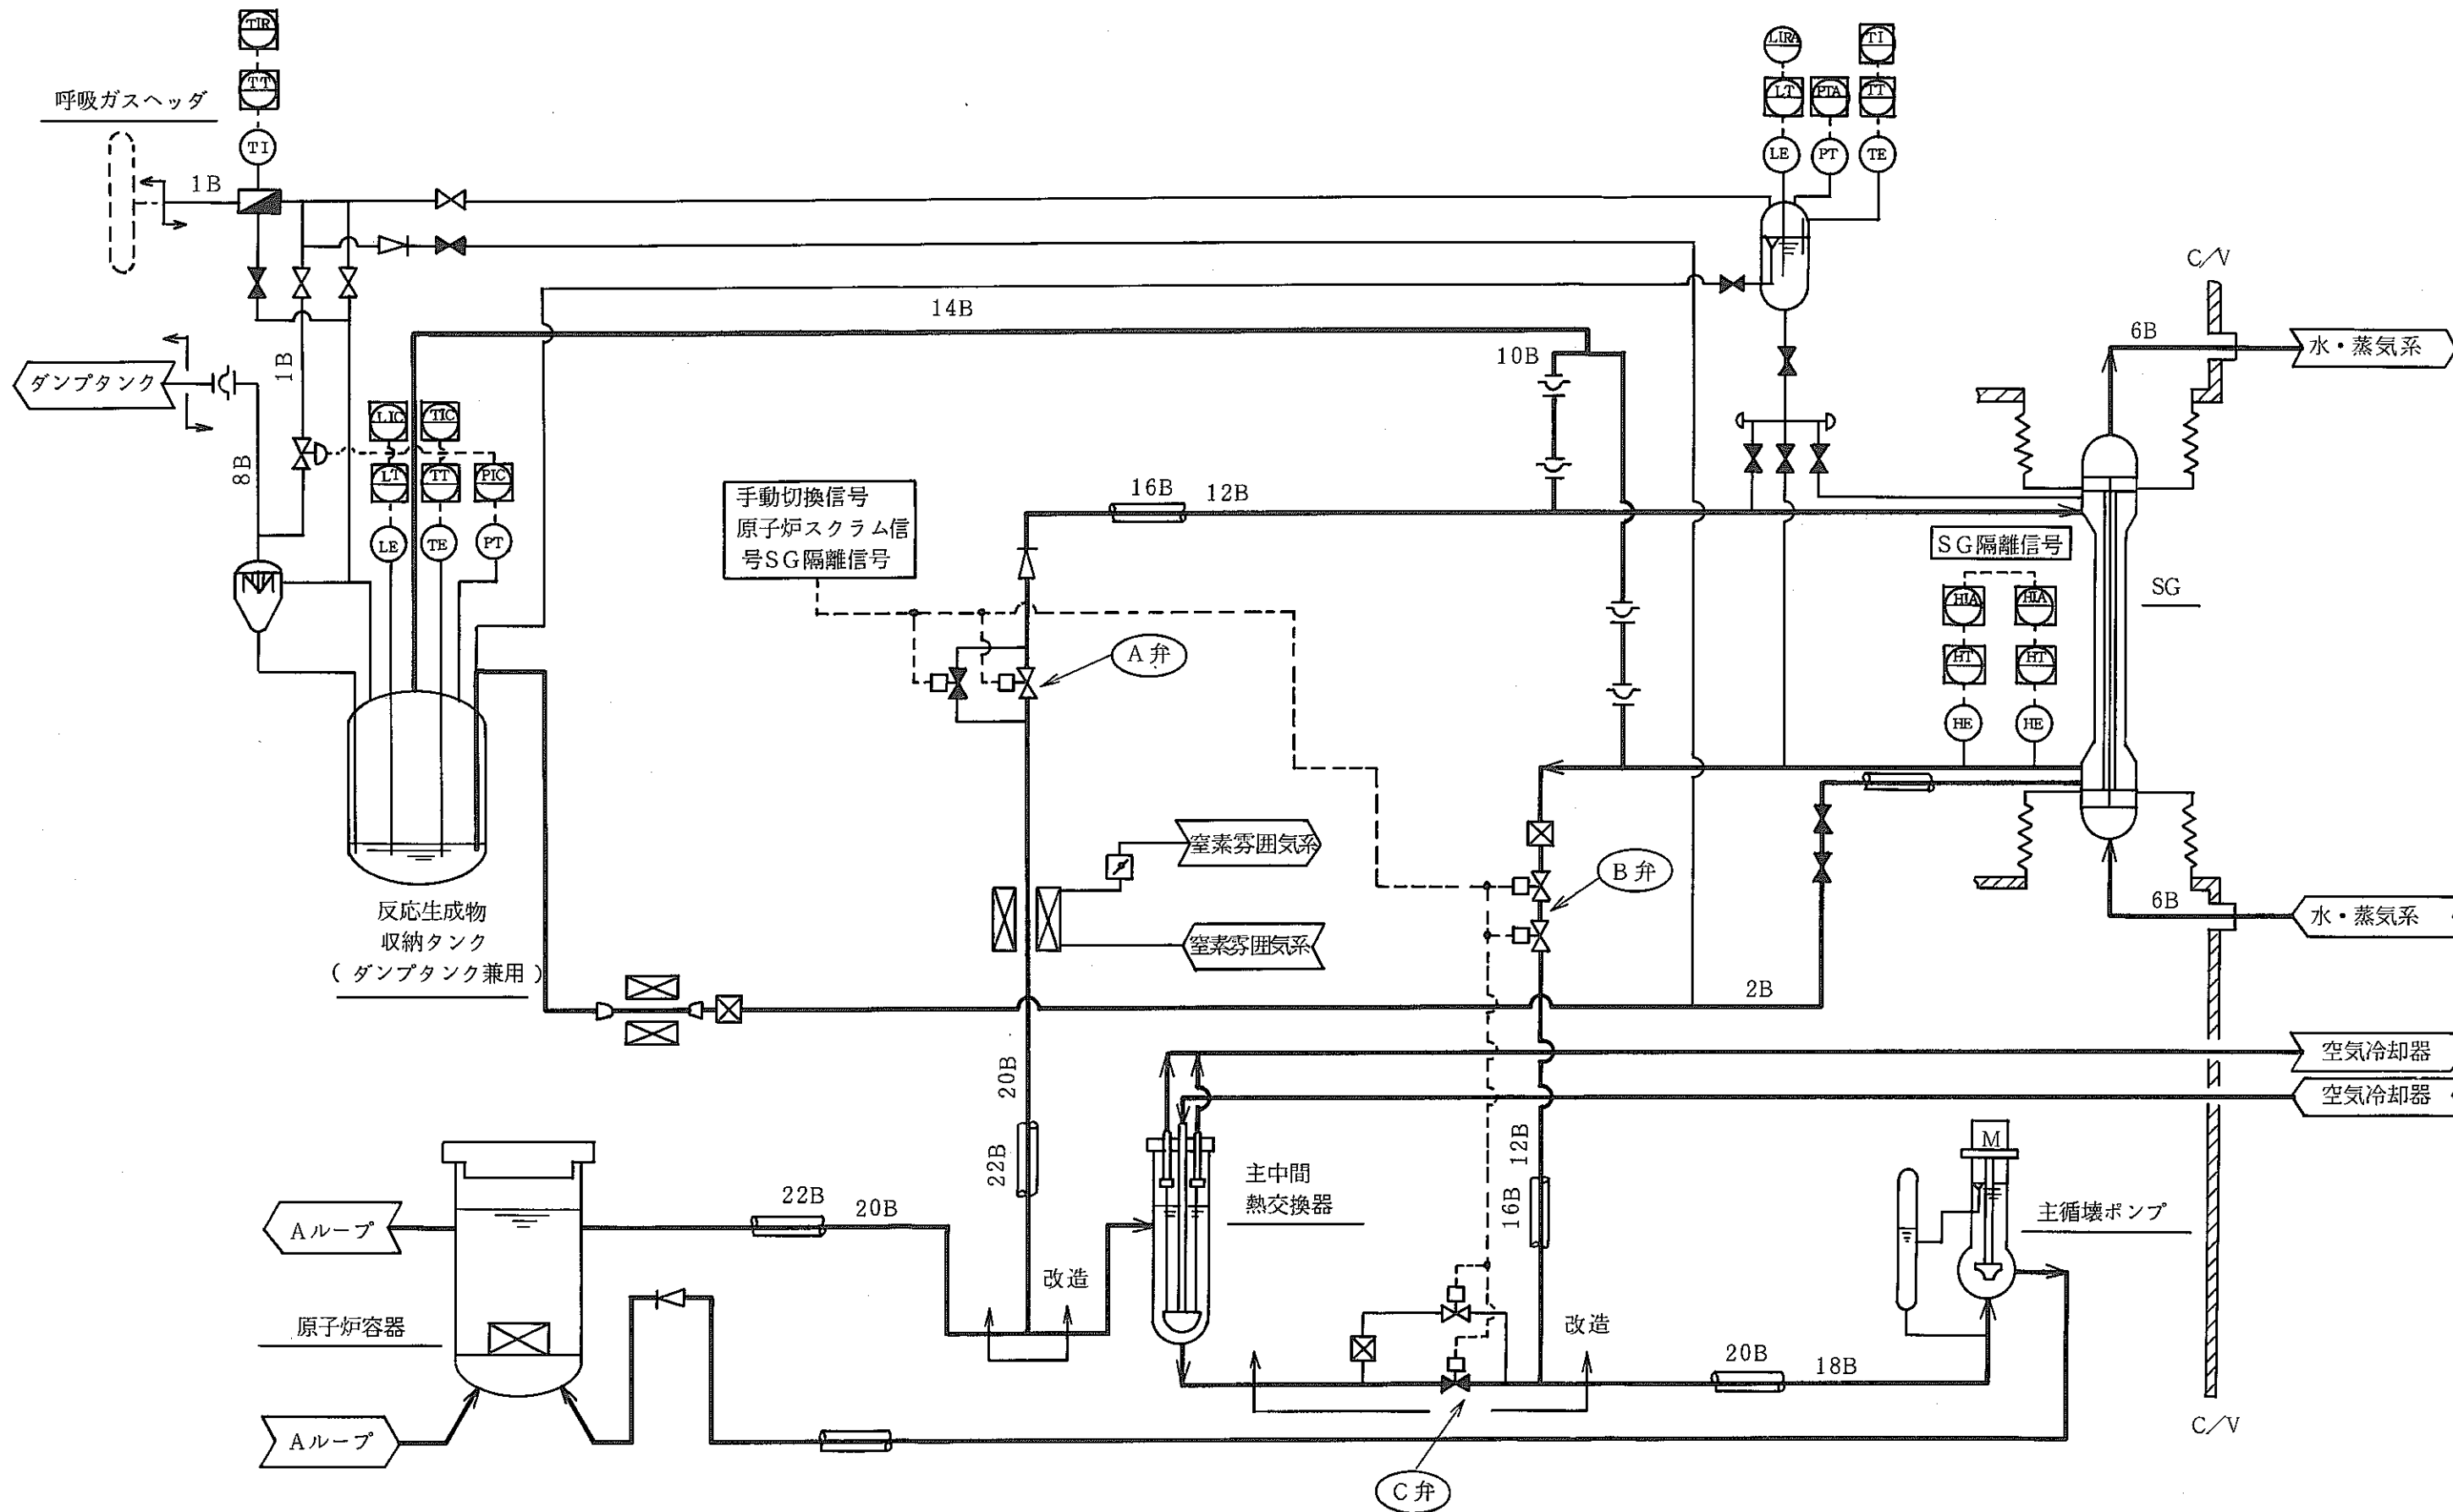 TIR
TT
TI
呼吸ガスヘッダ
1B
LIRA
TI
LT
PTA
TT
LE
PT
TE
C/V
14B
6B
水・蒸気系
10B
1B
ダンプタンク
8B
LIC
TIC
LT
TT
PIC
LE
TE
PT
手動切換信号
原子炉スクラム信
号SG隔離信号
16B
12B
SG隔離信号
HIA
HIA
SG
HT
HT
HE
HE
A弁
B弁
窒素雰囲気系
窒素雰囲気系
6B
水・蒸気系
反応生成物
収納タンク
(ダンプタンク兼用)
2B
空気冷却器
空気冷却器
20B
22B
12B
16B
M
主中間
熱交換器
主循壊ポンプ
22B
20B
Aループ
改造
原子炉容器
改造
20B
18B
Aループ
C弁
C/V